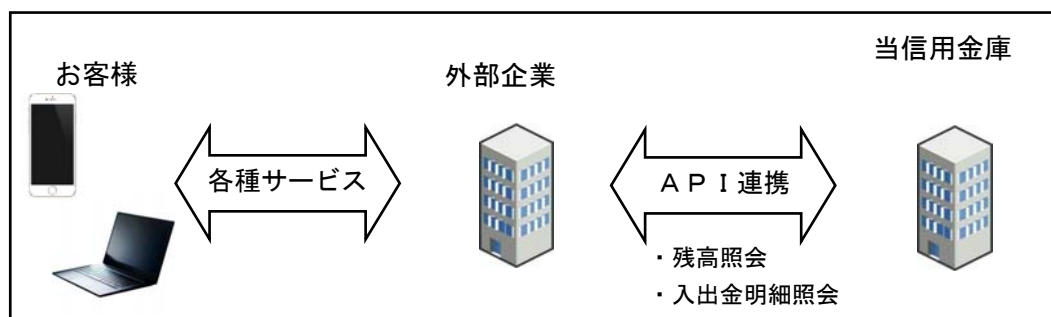 お客様
外部企業
当信用金庫
各種サービス
ＡＰＩ連携
・残高照会
・入出金明細照会